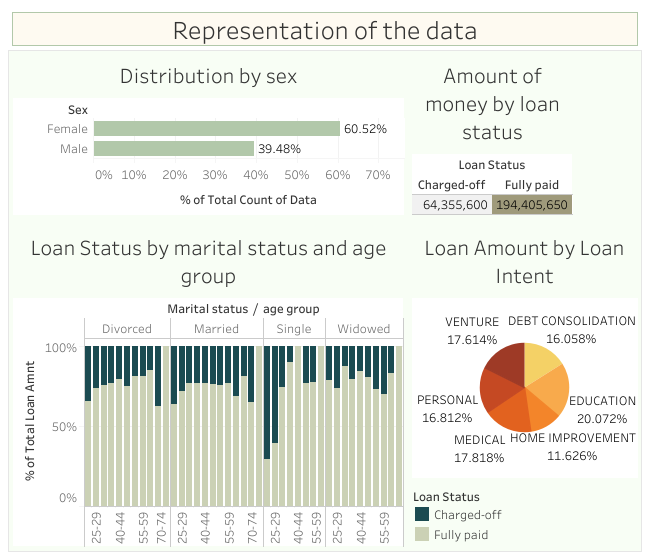 Representation of the data
Distribution by sex
Sex
Female
60.52%
Male
39.48%
0% 10% 20% 30% 40% 50% 60% 70%
% of Total Count of Data
Amount of
money by loan
status
Loan Status
Charged-off Fully paid
64,355,600 194,405,650
Loan Status by marital status and age
group
Marital status / age group
Divorced Married Single Widowed
100%
50%
0%
% of Total Loan Amnt
25-29 40-44 55-59 70-74 25-29 40-44 55-59 70-74 25-29 40-44 55-59 25-29 40-44 55-59
Loan Amount by Loan
Intent
VENTURE
17.614%
DEBT CONSOLIDATION
16.058%
PERSONAL
16.812%
EDUCATION
20.072%
MEDICAL
17.818%
HOME IMPROVEMENT
11.626%
Loan Status
Charged-off
Fully paid